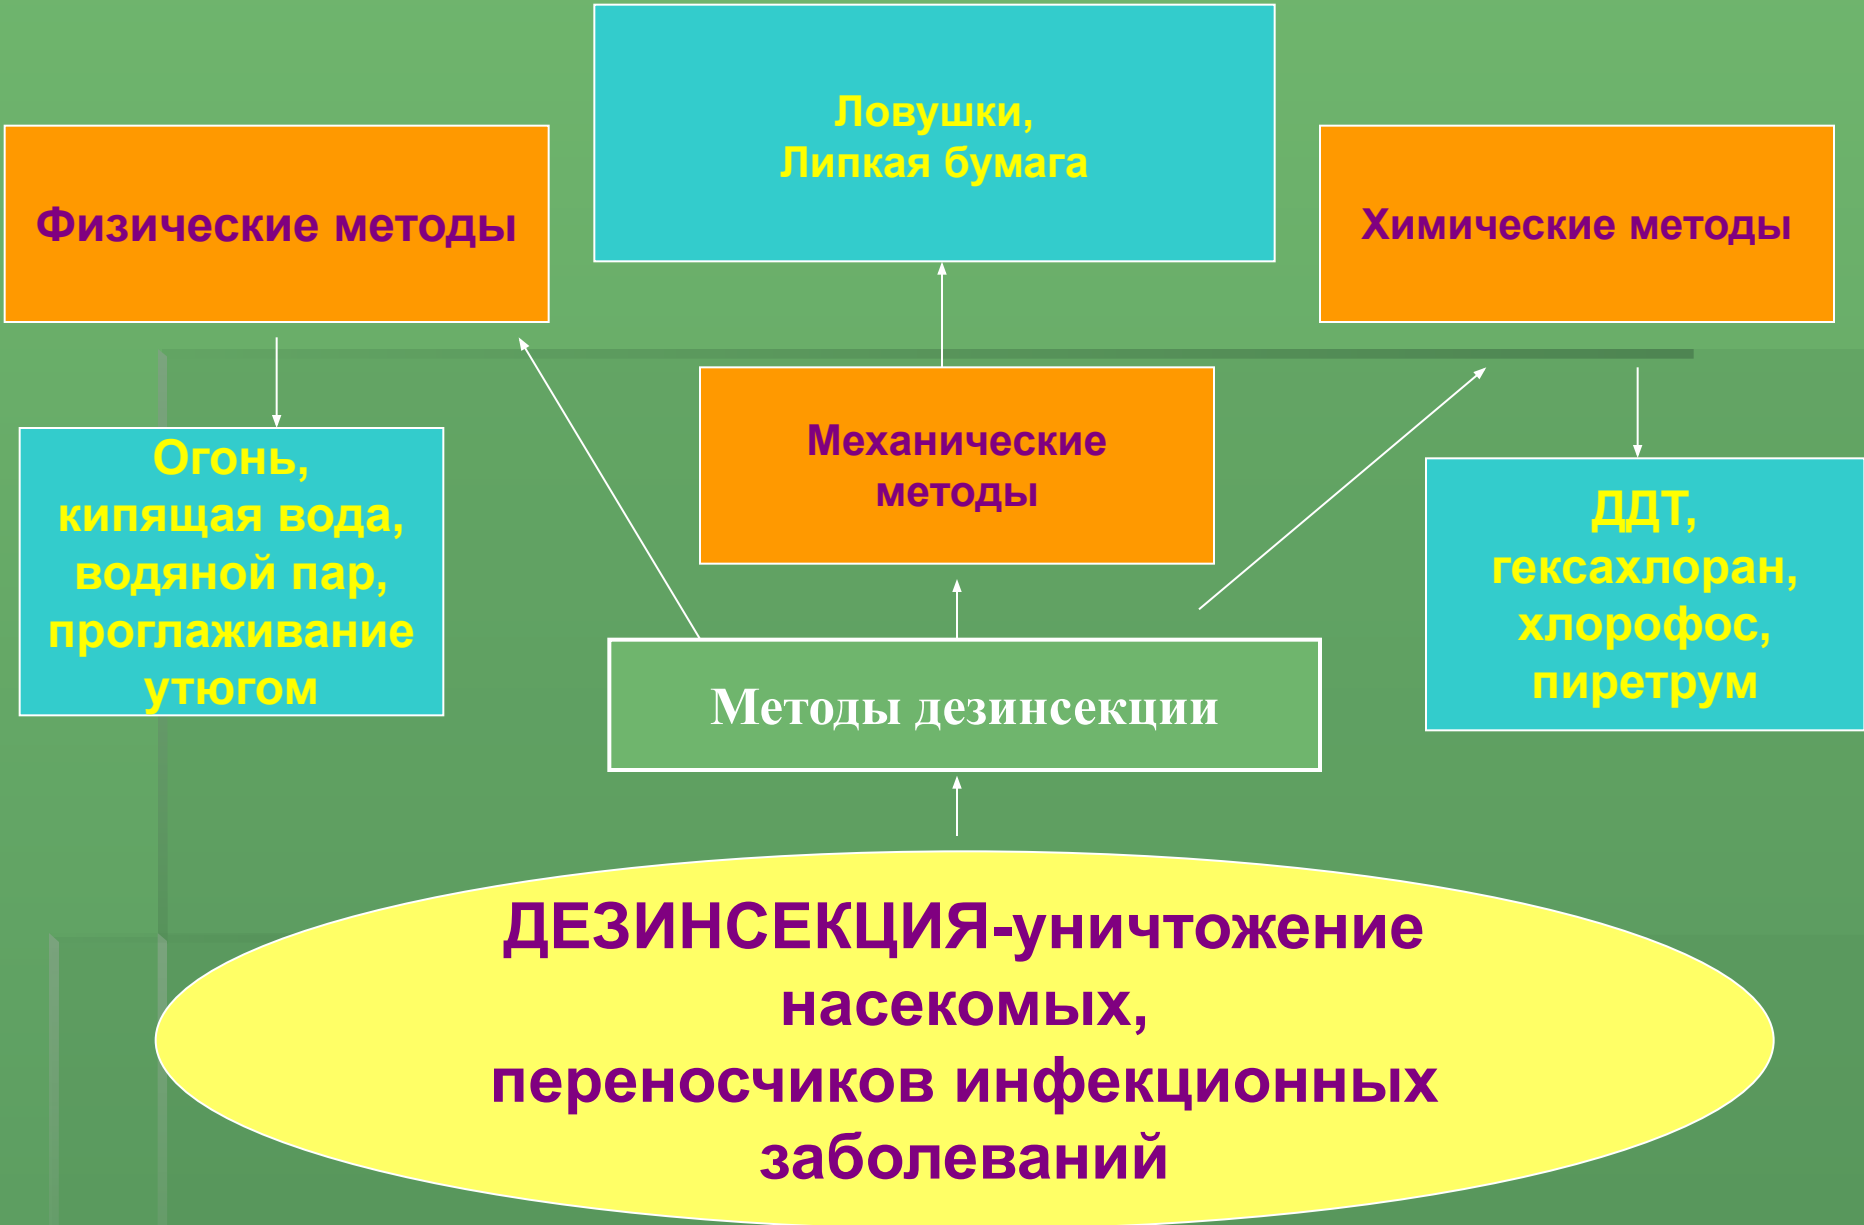 Ловушки,
Липкая бумага
Физические методы
Химические методы
Механические
методы
Огонь,
кипящая вода,
водяной пар,
проглаживание
утюгом
ДДТ,
гексахлоран,
хлорофос,
пиретрум
Методы дезинсекции
ДЕЗИНСЕКЦИЯ-уничтожение
насекомых,
переносчиков инфекционных
заболеваний